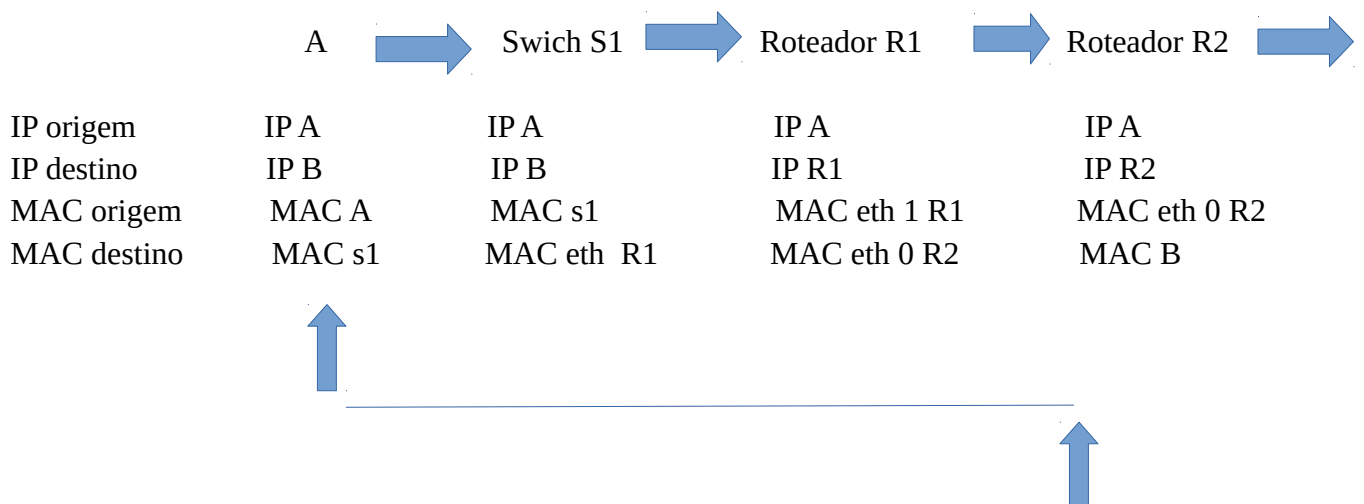 A Swich S1 Roteador R1 Roteador R2
IP origem IP A IP A IP A IP A
IP destino IP B IP B IP R1 IP R2
MAC origem MAC A MAC s1 MAC eth 1 R1 MAC eth 0 R2
MAC destino MAC s1 MAC eth R1 MAC eth 0 R2 MAC B